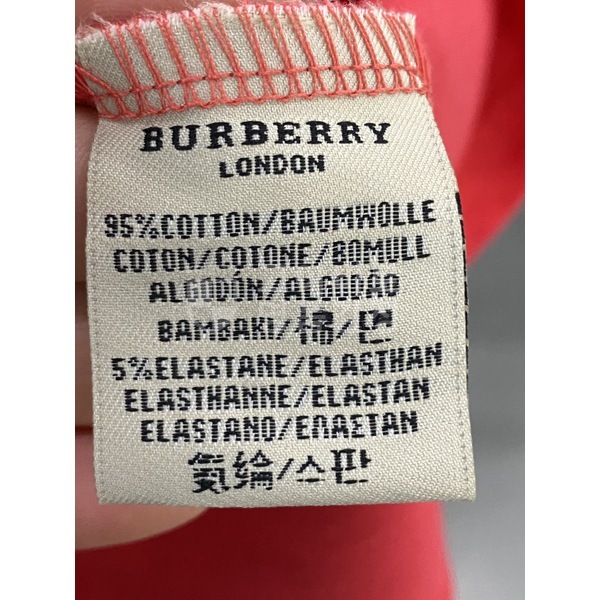 BURBERRY
LONDON
95%COTTON/BAUMWOLLE
COTON/COTONE/BOMULL
ALGODÓN/ALGODÃO
BAMBAKI/棉/면
5%ELASTANE/ELASTHAN
ELASTHANNE/ELASTAN
ELASTANO/ΕΛΑΣΤΑΝ
氨纶/스판